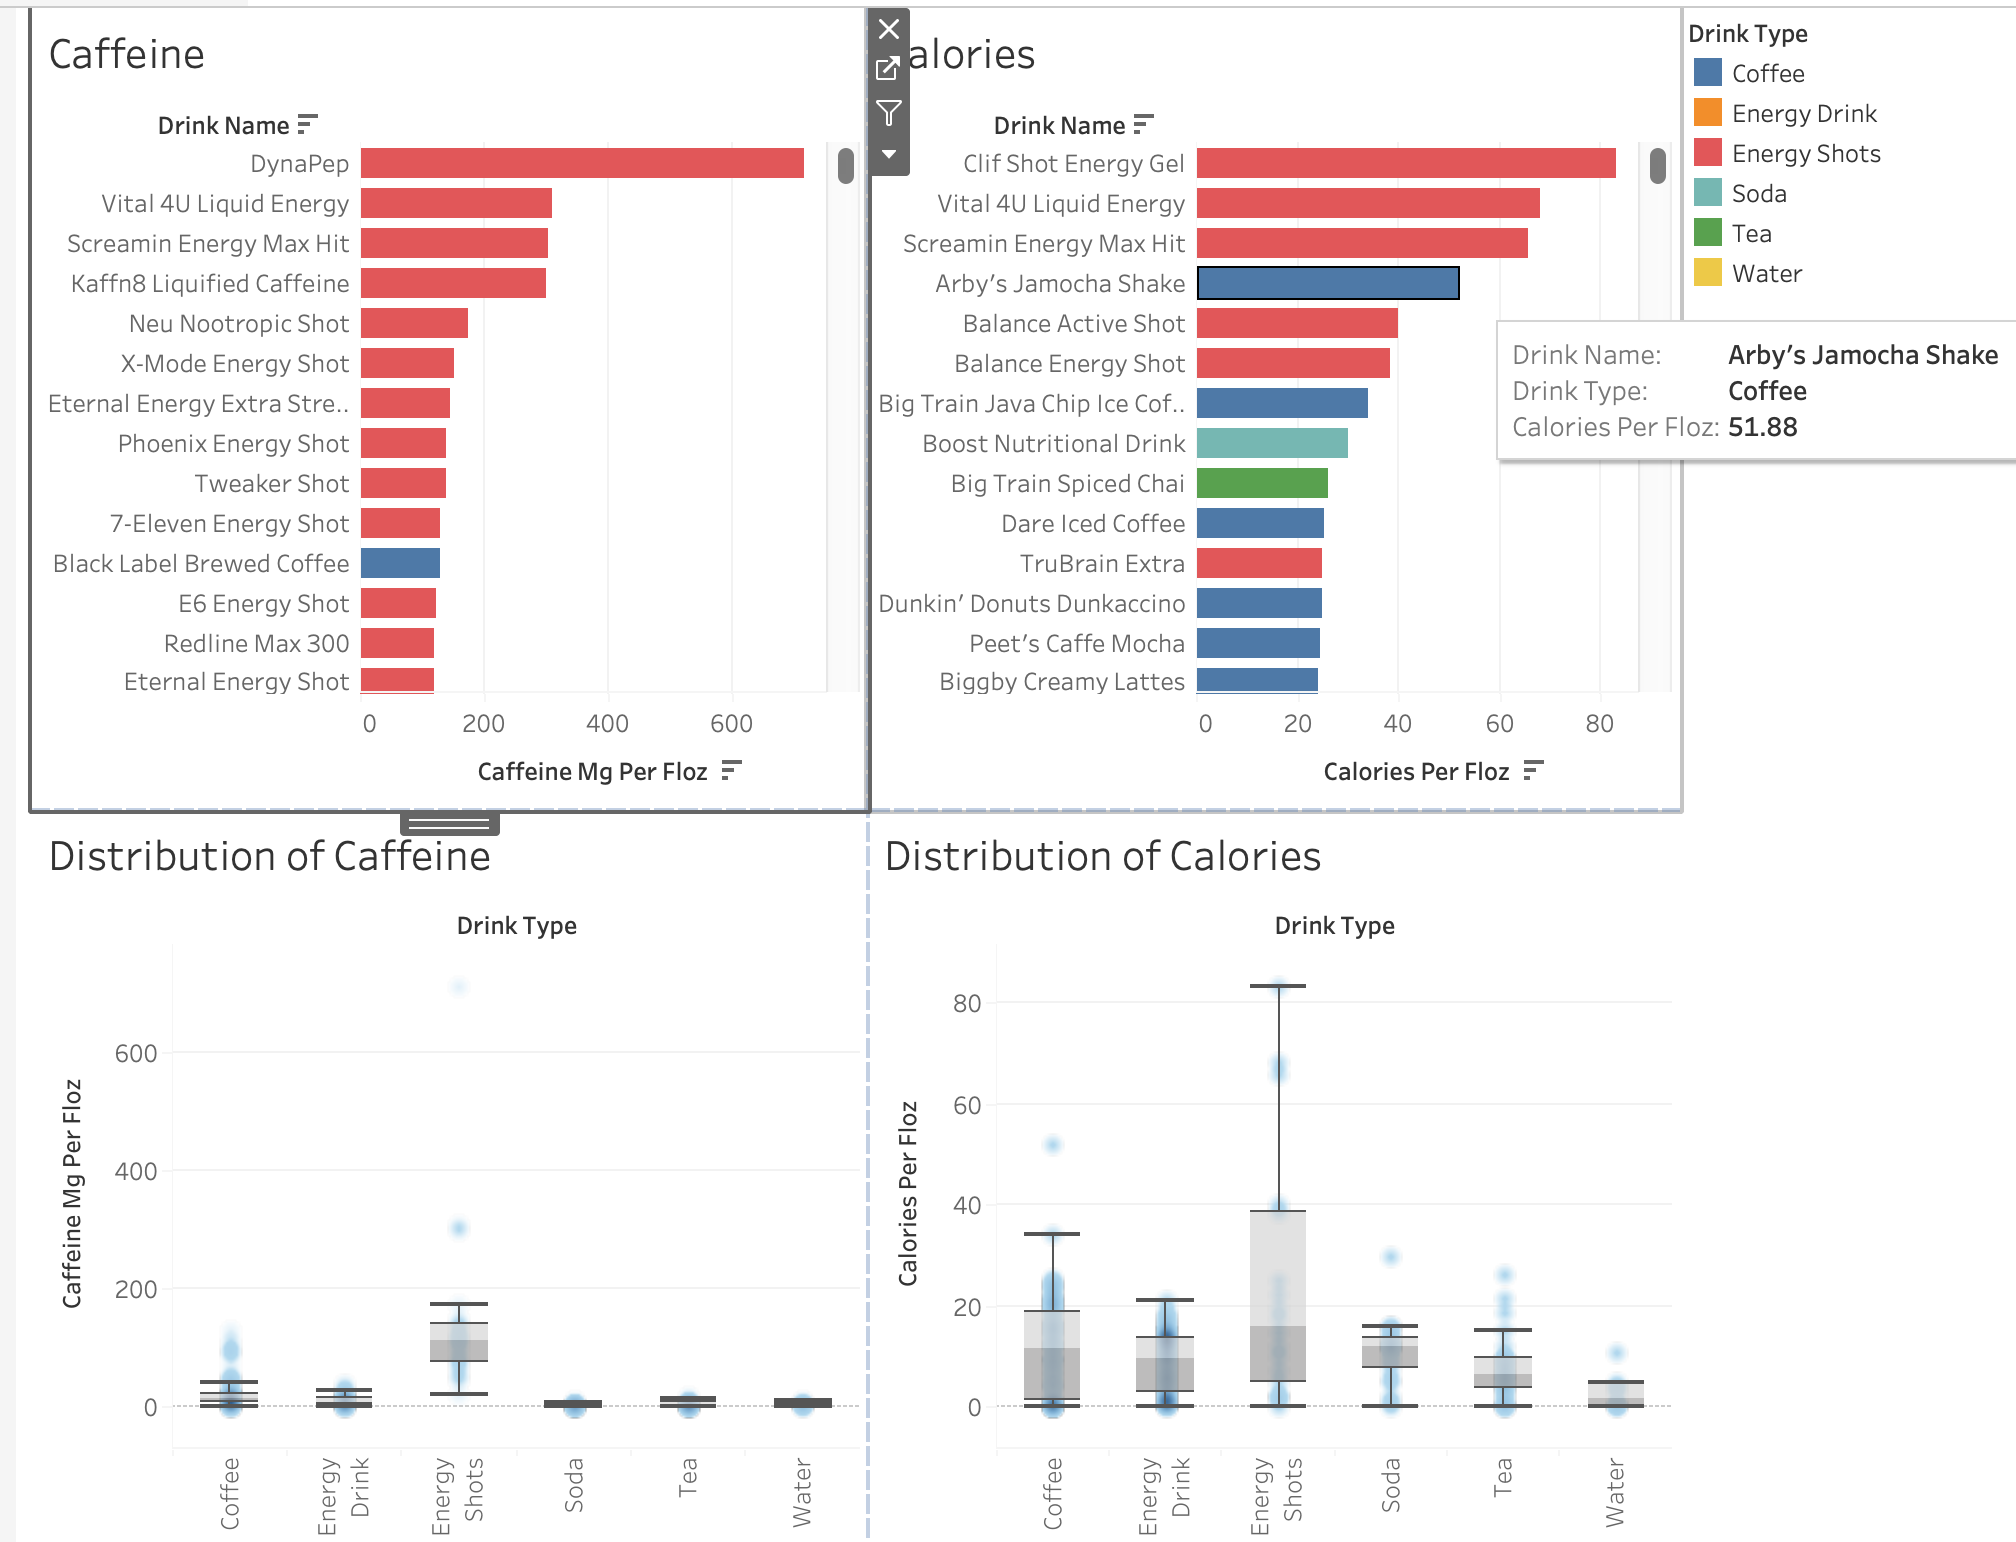 Caffeine
Drink Name
DynaPep
Vital 4U Liquid Energy
Screamin Energy Max Hit
Kaffn8 Liquified Caffeine
Neu Nootropic Shot
X-Mode Energy Shot
Eternal Energy Extra Stre..
Phoenix Energy Shot
Tweaker Shot
7-Eleven Energy Shot
Black Label Brewed Coffee
E6 Energy Shot
Redline Max 300
Eternal Energy Shot
0 200 400 600
Caffeine Mg Per Floz
alories
Drink Name
Clif Shot Energy Gel
Vital 4U Liquid Energy
Screamin Energy Max Hit
Arby’s Jamocha Shake
Balance Active Shot
Balance Energy Shot
Big Train Java Chip Ice Cof..
Boost Nutritional Drink
Big Train Spiced Chai
Dare Iced Coffee
TruBrain Extra
Dunkin’ Donuts Dunkaccino
Peet’s Caffe Mocha
Biggby Creamy Lattes
0 20 40 60 80
Calories Per Floz
Drink Type
Coffee
Energy Drink
Energy Shots
Soda
Tea
Water
Drink Name: Arby’s Jamocha Shake
Drink Type: Coffee
Calories Per Floz: 51.88
Distribution of Caffeine
Drink Type
Caffeine Mg Per Floz
600
400
200
0
Coffee
Energy
Drink
Energy
Shots
Soda
Tea
Water
Distribution of Calories
Drink Type
Calories Per Floz
80
60
40
20
0
Coffee
Energy
Drink
Energy
Shots
Soda
Tea
Water